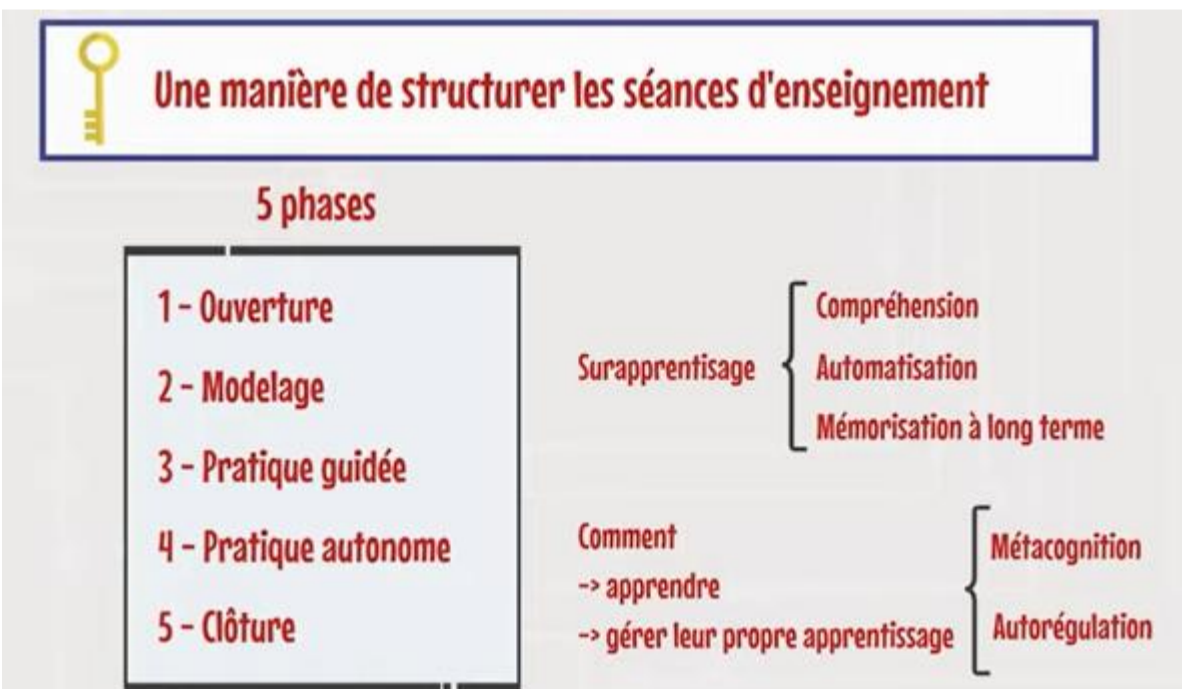 Une manière de structurer les séances d'enseignement
5 phases
1 - Ouverture
2 - Modelage
3 - Pratique guidée
4 - Pratique autonome
5 - Clôture
Surapprentisage
Compréhension
Automatisation
Mémorisation à long terme
Comment
-> apprendre
-> gérer leur propre apprentissage
Métacognition
Autorégulation